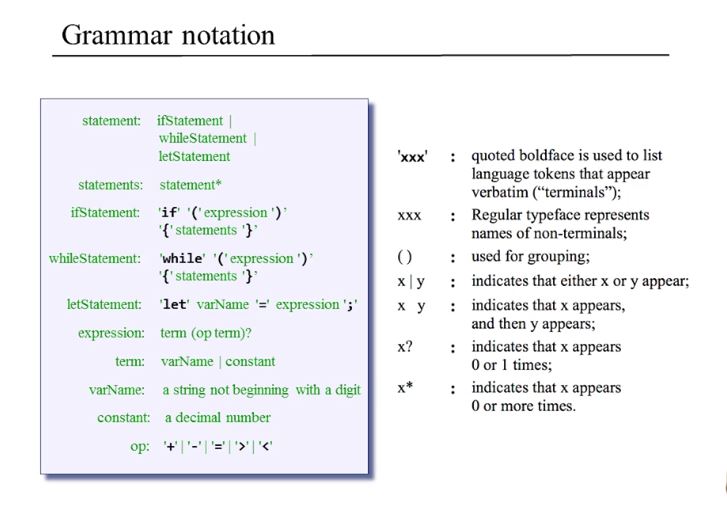 Grammar notation
statement: ifStatement |
whileStatement |
letStatement
statements: statement*
ifStatement: 'if' '(' expression ')'
'{' statements '}'
whileStatement: 'while' '(' expression ')'
'{' statements '}'
letStatement: 'let' varName '=' expression ';'
expression: term (op term)?
term: varName | constant
varName: a string not beginning with a digit
constant: a decimal number
op: '+' | '-' | '=' | '>' | '<'
'xxx' : quoted boldface is used to list
language tokens that appear
verbatim (“terminals”);
xxx : Regular typeface represents
names of non-terminals;
( ) : used for grouping;
x | y : indicates that either x or y appear;
x y : indicates that x appears,
and then y appears;
x? : indicates that x appears
0 or 1 times;
x* : indicates that x appears
0 or more times.